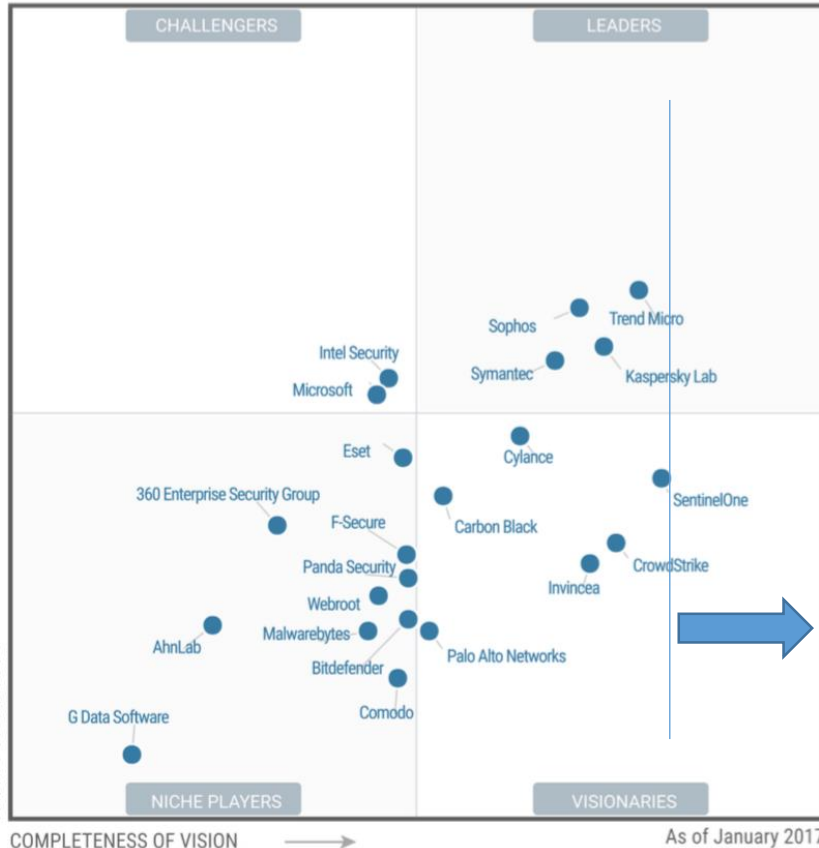 CHALLENGERS
LEADERS
Sophos
Trend Micro
Intel Security
Symantec
Kaspersky Lab
Microsoft
Eset
Cylance
360 Enterprise Security Group
SentinelOne
F-Secure
Carbon Black
Panda Security
CrowdStrike
Invincea
Webroot
Malwarebytes
AhnLab
Palo Alto Networks
Bitdefender
Comodo
G Data Software
NICHE PLAYERS
VISIONARIES
COMPLETENESS OF VISION
As of January 2017